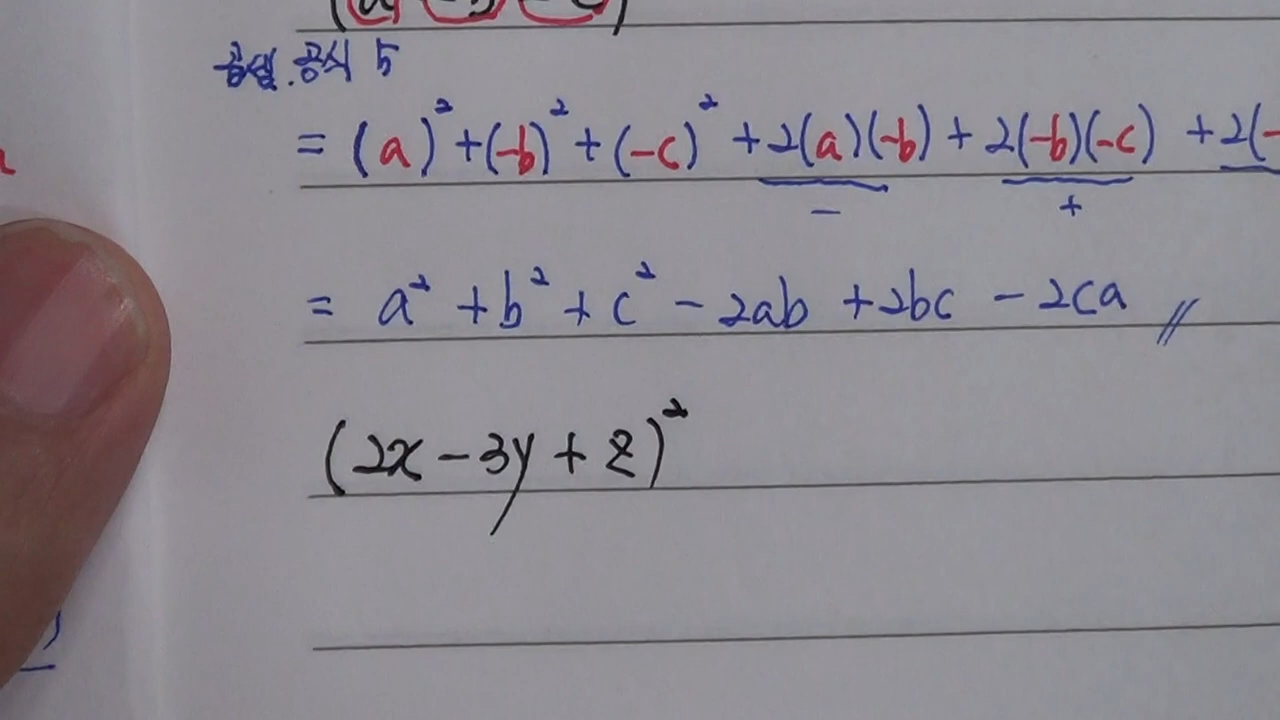 (a - b - c)
곱셈.공식 5
= (a)² + (-b)² + (-c)² + 2(a)(-b) + 2(-b)(-c) + 2(-
− +
= a² + b² + c² - 2ab + 2bc - 2ca //
(2x - 3y + z)²